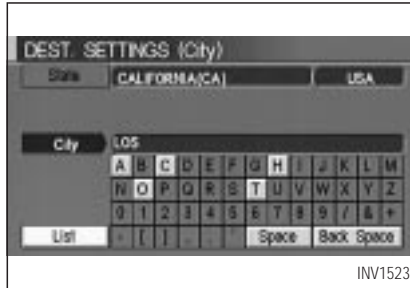 DEST. SETTINGS (City)
State CALIFORNIA(CA) USA
City LOS
A B C D E F G H I J K L M
N O P Q R S T U V W X Y Z
0 1 2 3 4 5 6 7 8 9 / & +
List - [ ] . , ' Space Back Space
INV1523